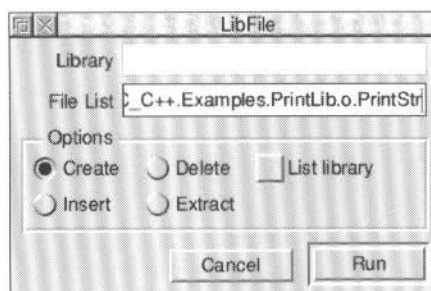 LibFile
Library
File List C_C++.Examples.PrintLib.o.PrintStr
Options
Create Delete List library
Insert Extract
Cancel Run